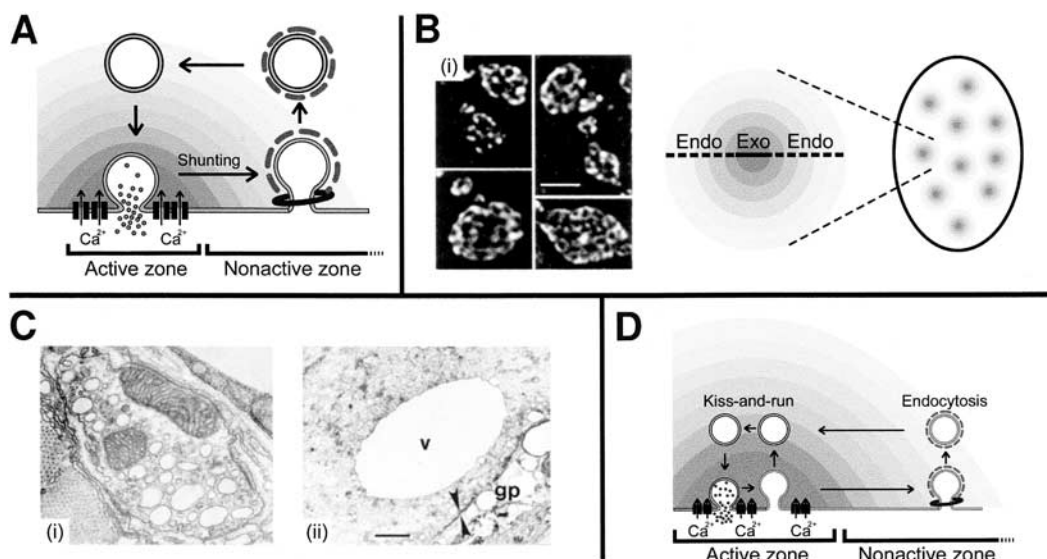 A
Shunting
Ca2+ Ca2+
Active zone Nonactive zone
B
(i)
Endo Exo Endo
C
(i)
v
gp
(ii)
D
Kiss-and-run Endocytosis
Ca2+ Ca2+ Ca2+
Active zone Nonactive zone